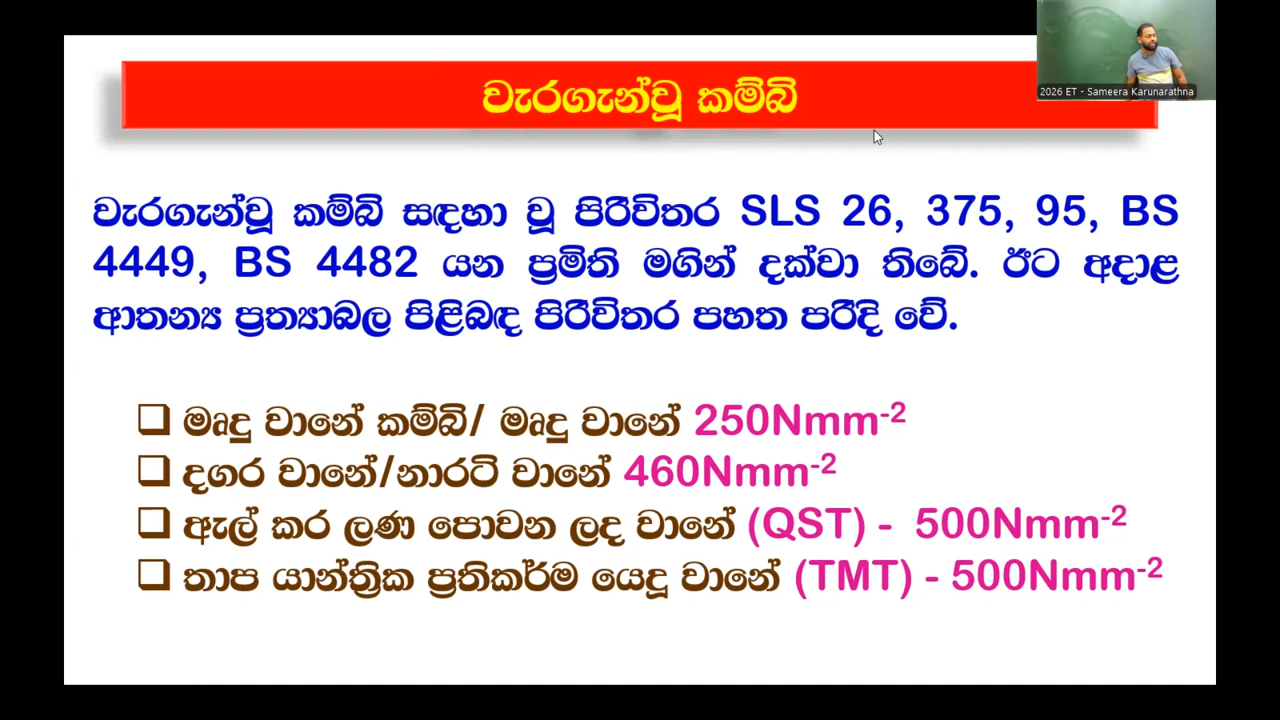 2026 ET - Sameera Karunarathna
වැරගැන්වූ කම්බි
වැරගැන්වූ කම්බි සඳහා වූ පිරිවිතර SLS 26, 375, 95, BS
4449, BS 4482 යන ප්‍රමිති මගින් දක්වා තිබේ. ඊට අදාළ
ආතන්‍ය ප්‍රත්‍යාබල පිළිබඳ පිරිවිතර පහත පරිදි වේ.
❑ මෘදු වානේ කම්බි/ මෘදු වානේ 250Nmm⁻²
❑ දගර වානේ/නාරටි වානේ 460Nmm⁻²
❑ ඇල් කර ලණ පොවන ලද වානේ (QST) - 500Nmm⁻²
❑ තාප යාන්ත්‍රික ප්‍රතිකර්ම යෙදූ වානේ (TMT) - 500Nmm⁻²